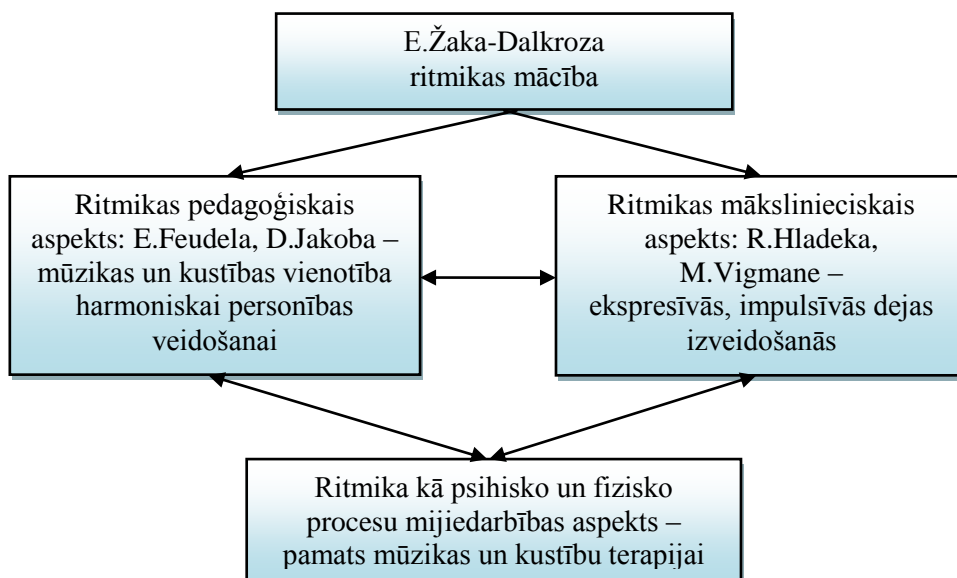 E.Žaka-Dalkroza
ritmikas mācība
Ritmikas pedagoģiskais
aspekts: E.Feudela, D.Jakoba –
mūzikas un kustības vienotība
harmoniskai personības
veidošanai
Ritmikas mākslinieciskais
aspekts: R.Hladeka,
M.Vigmane –
ekspresīvās, impulsīvās dejas
izveidošanās
Ritmika kā psihisko un fizisko
procesu mijiedarbības aspekts –
pamats mūzikas un kustību terapijai